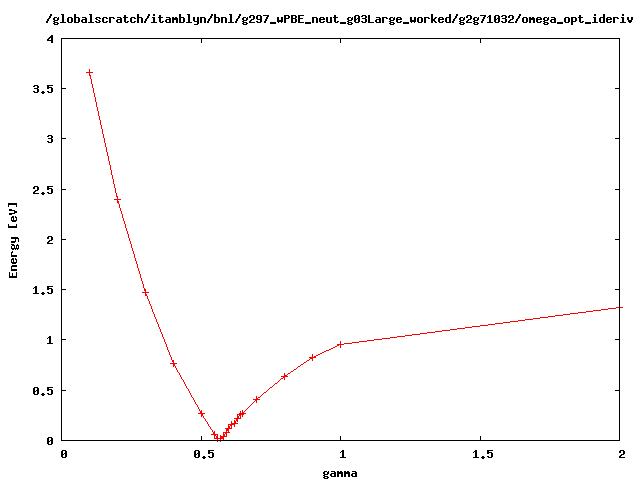 /globalscratch/itamblyn/bnl/g297_wPBE_neut_g03Large_worked/g2g71032/omega_opt_ideriv
4
3.5
3
2.5
2
1.5
1
0.5
0
Energy [eV]
0 0.5 1 1.5 2
gamma